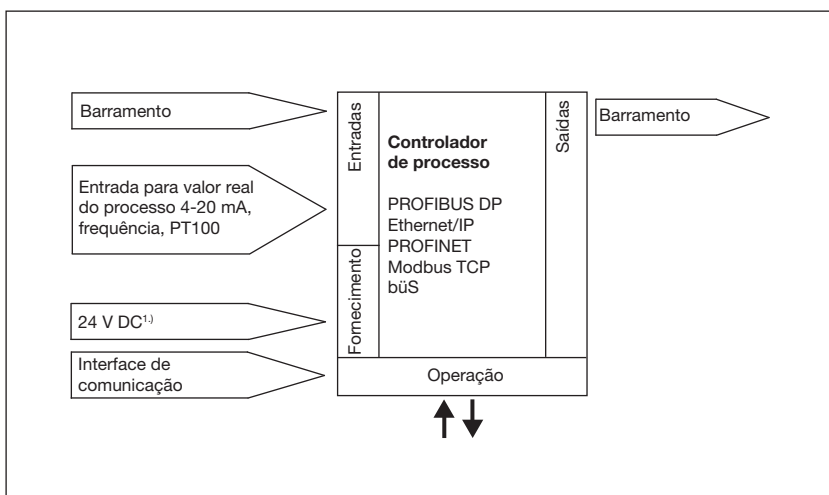 Barramento
Entrada para valor real
do processo 4-20 mA,
frequência, PT100
24 V DC1.)
Interface de
comunicação
Entradas
Fornecimento
Controlador
de processo
PROFIBUS DP
Ethernet/IP
PROFINET
Modbus TCP
büS
Saídas
Operação
Barramento